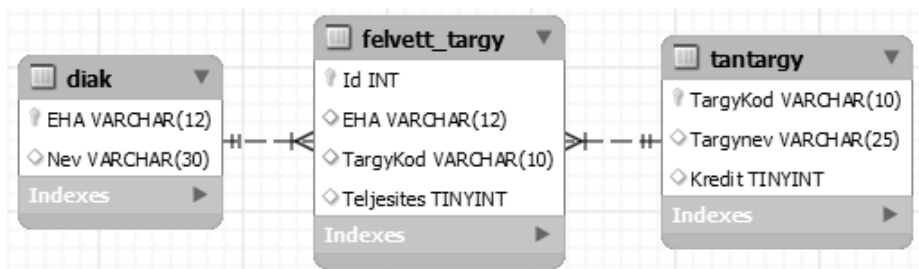 diak
EHA VARCHAR(12)
Nev VARCHAR(30)
Indexes
felvett_targy
Id INT
EHA VARCHAR(12)
TargyKod VARCHAR(10)
Teljesites TINYINT
Indexes
tantargy
TargyKod VARCHAR(10)
Targynev VARCHAR(25)
Kredit TINYINT
Indexes